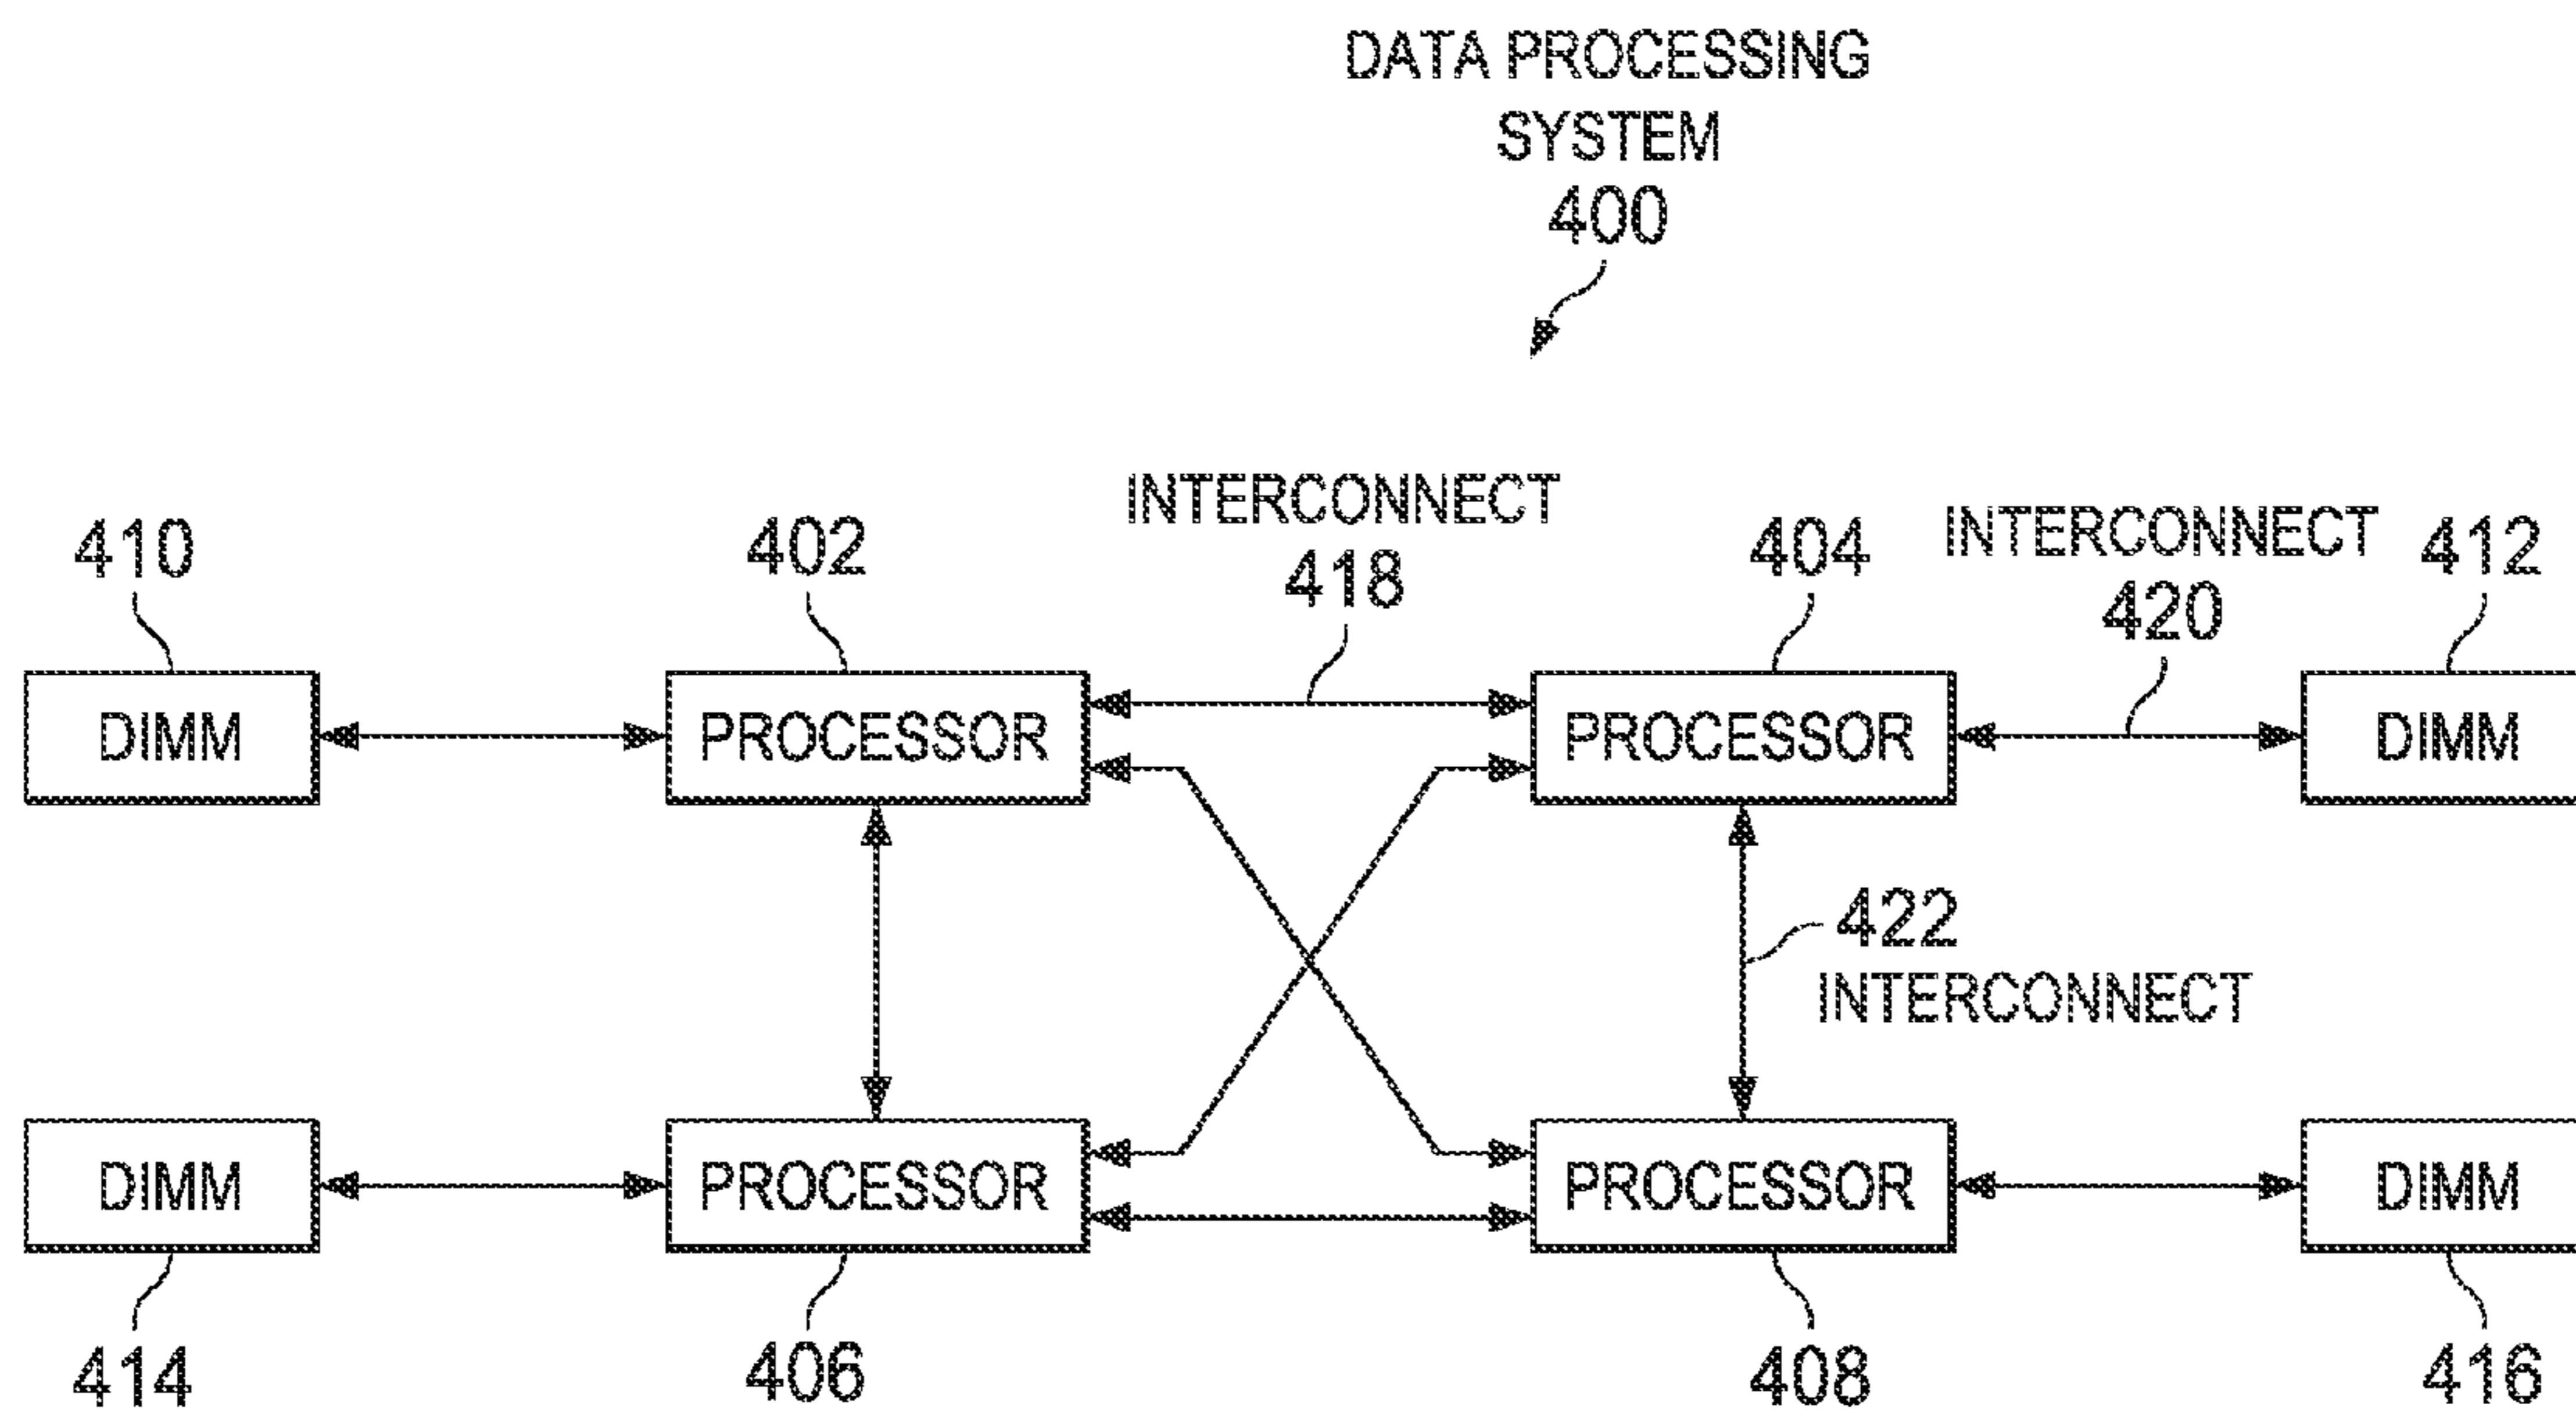 DATA PROCESSING
SYSTEM
400
INTERCONNECT
418
INTERCONNECT
420
410
402
404
412
DIMM
PROCESSOR
PROCESSOR
DIMM
422
INTERCONNECT
DIMM
PROCESSOR
PROCESSOR
DIMM
414
406
408
416